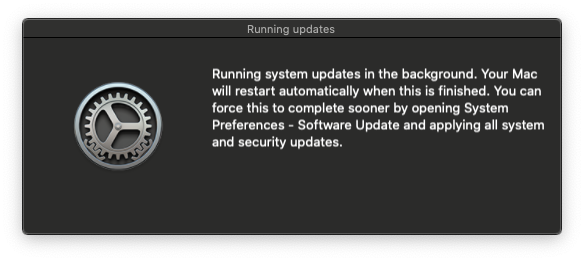 Running updates
Running system updates in the background. Your Mac
will restart automatically when this is finished. You can
force this to complete sooner by opening System
Preferences - Software Update and applying all system
and security updates.